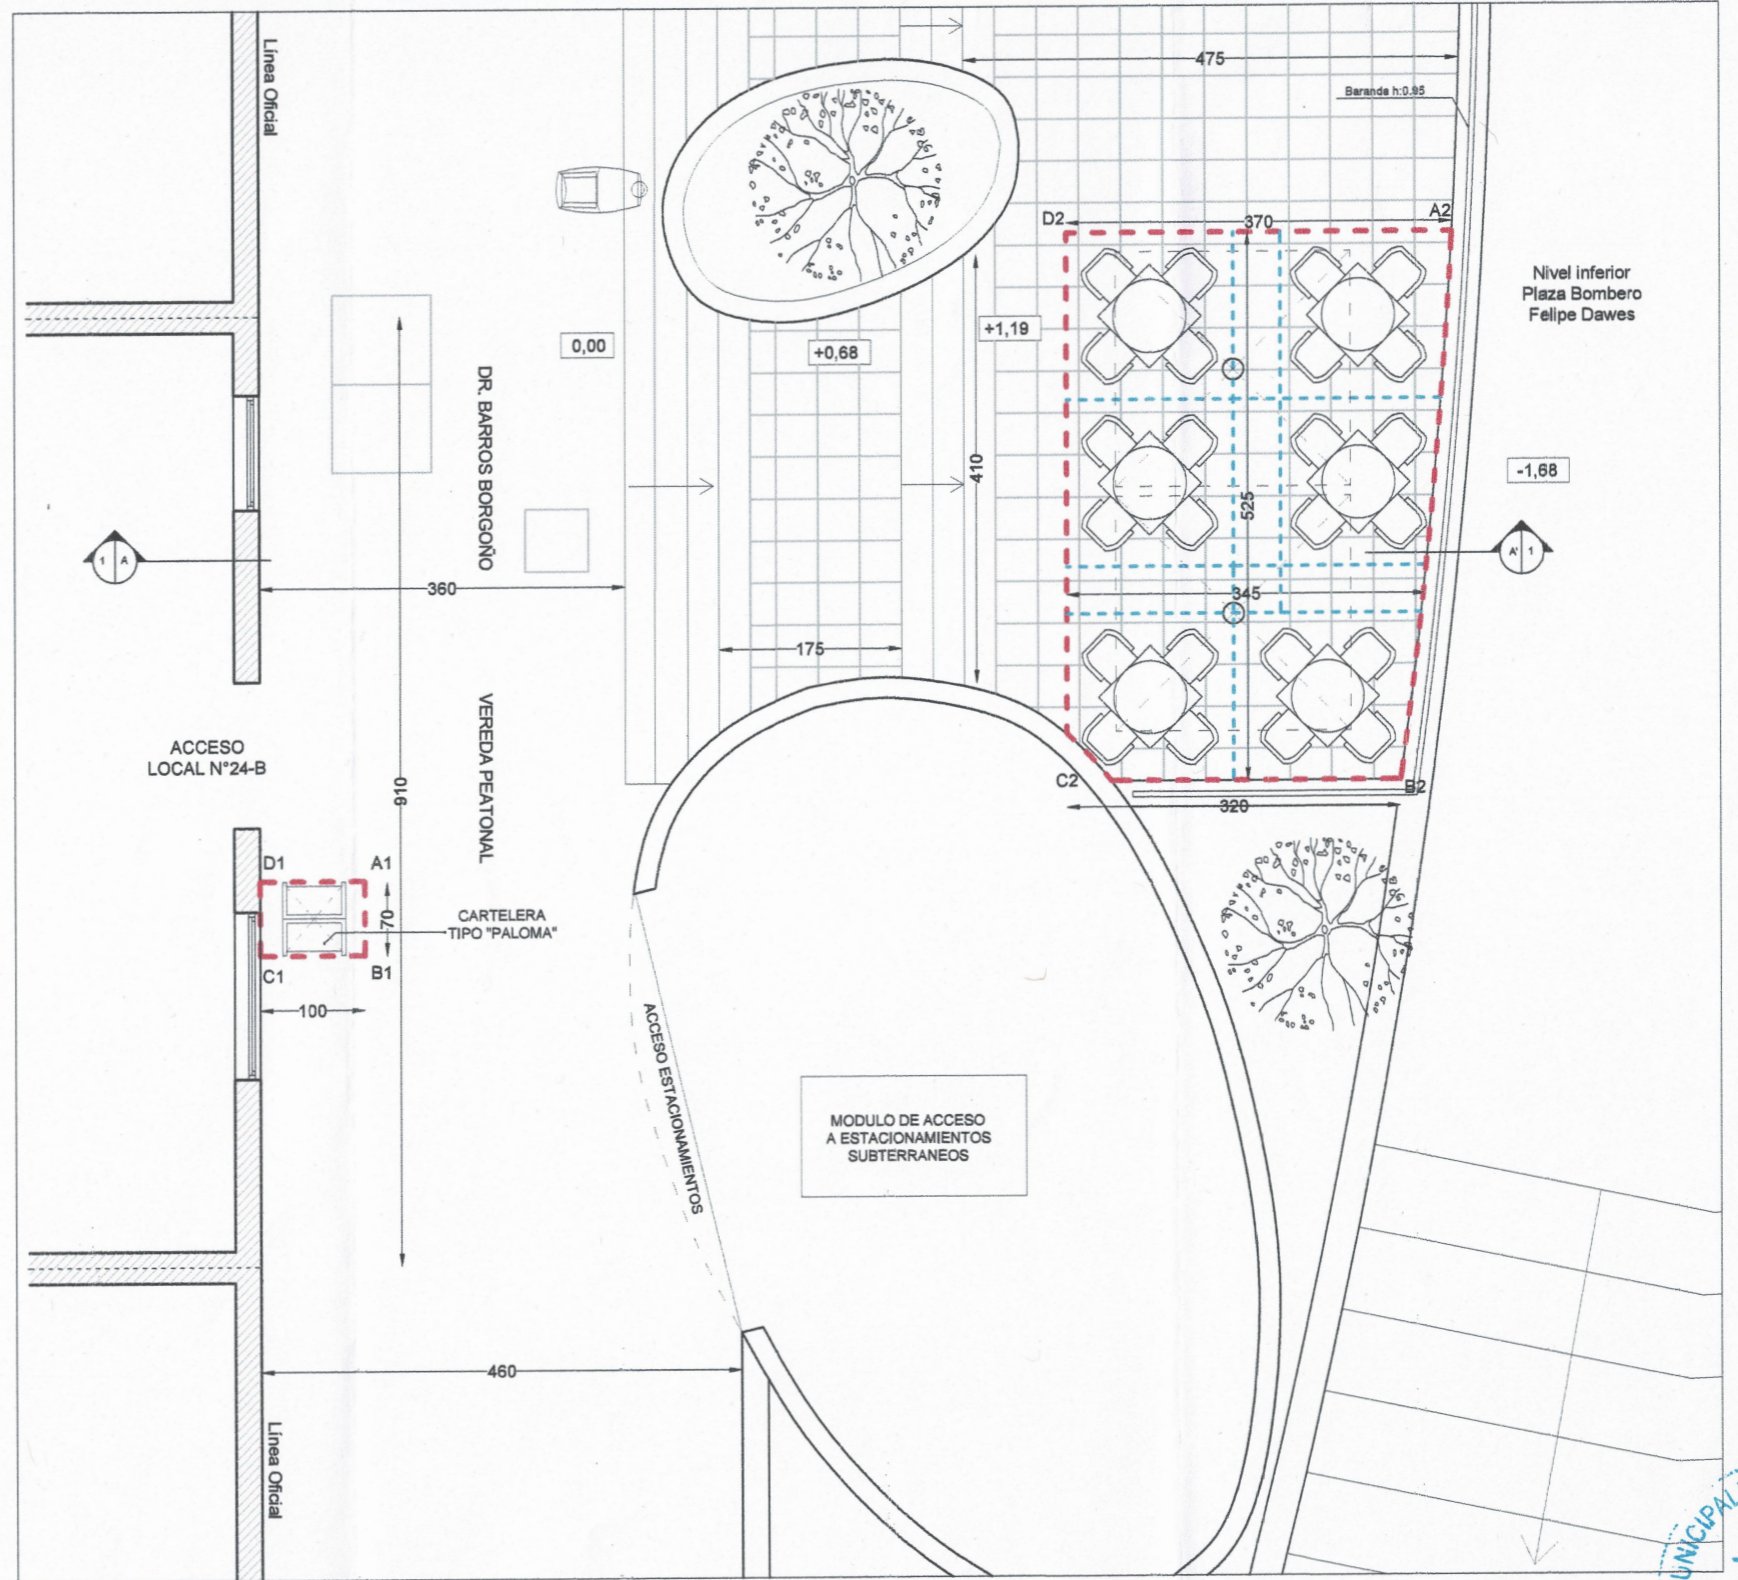 Línea Oficial
475
Baranda h:0.95
D2
370
A2
Nivel inferior
Plaza Bombero
Felipe Dawes
0,00
+0,68
+1,19
DR. BARROS BORGOÑO
410
525
-1,68
1 A
A' 1
360
345
175
VEREDA PEATONAL
ACCESO
LOCAL N°24-B
910
C2
B2
320
D1
A1
70
CARTELERA
TIPO "PALOMA"
C1
B1
100
ACCESO ESTACIONAMIENTOS
MODULO DE ACCESO
A ESTACIONAMIENTOS
SUBTERRANEOS
460
Línea Oficial
UNICIPAL